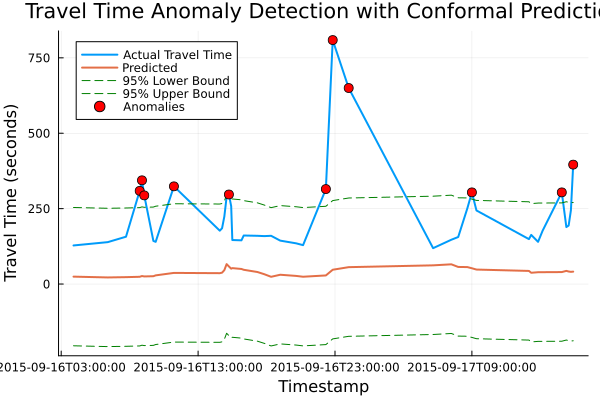 Travel Time Anomaly Detection with Conformal Predictio
Travel Time (seconds)
750
500
250
0
Actual Travel Time
Predicted
95% Lower Bound
95% Upper Bound
Anomalies
2015-09-16T03:00:00 2015-09-16T13:00:00 2015-09-16T23:00:00 2015-09-17T09:00:00
Timestamp